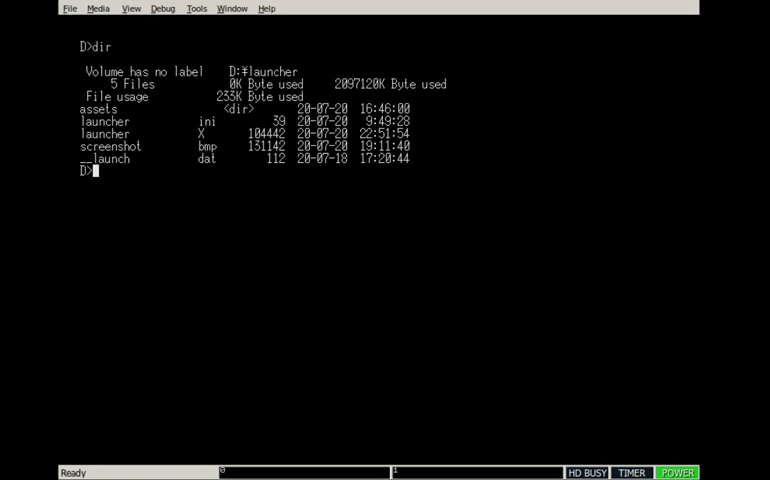 File Media View Debug Tools Window Help
D>dir
Volume has no label D:¥launcher
5 Files 0K Byte used 2097120K Byte used
File usage 233K Byte used
assets <dir> 20-07-20 16:46:00
launcher ini 39 20-07-20 9:49:28
launcher X 104442 20-07-20 22:51:54
screenshot bmp 131142 20-07-20 19:11:40
__launch dat 112 20-07-18 17:20:44
D>
Ready 0 1 HD BUSY TIMER POWER